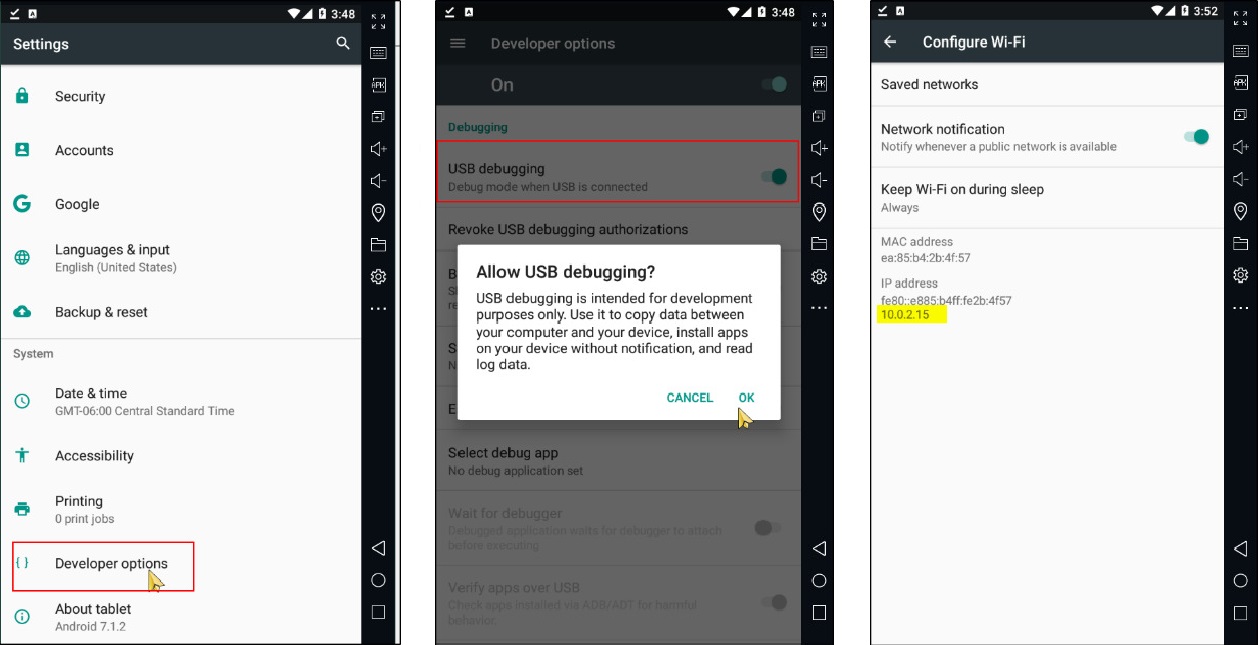 3:48
Settings
Security
Accounts
Google
Languages & input
English (United States)
Backup & reset
System
Date & time
GMT-06:00 Central Standard Time
Accessibility
Printing
0 print jobs
{ } Developer options
About tablet
Android 7.1.2
APK
3:48
Developer options
On
Debugging
USB debugging
Debug mode when USB is connected
Revoke USB debugging authorizations
Allow USB debugging?
USB debugging is intended for development
purposes only. Use it to copy data between
your computer and your device, install apps
on your device without notification, and read
log data.
CANCEL OK
Select debug app
No debug application set
Wait for debugger
Debugged application waits for debugger to attach
before executing
Verify apps over USB
Check apps installed via ADB/ADT for harmful
behavior.
APK
3:52
Configure Wi-Fi
Saved networks
Network notification
Notify whenever a public network is available
Keep Wi-Fi on during sleep
Always
MAC address
ea:85:b4:2b:4f:57
IP address
fe80::e885:b4ff:fe2b:4f57
10.0.2.15
APK